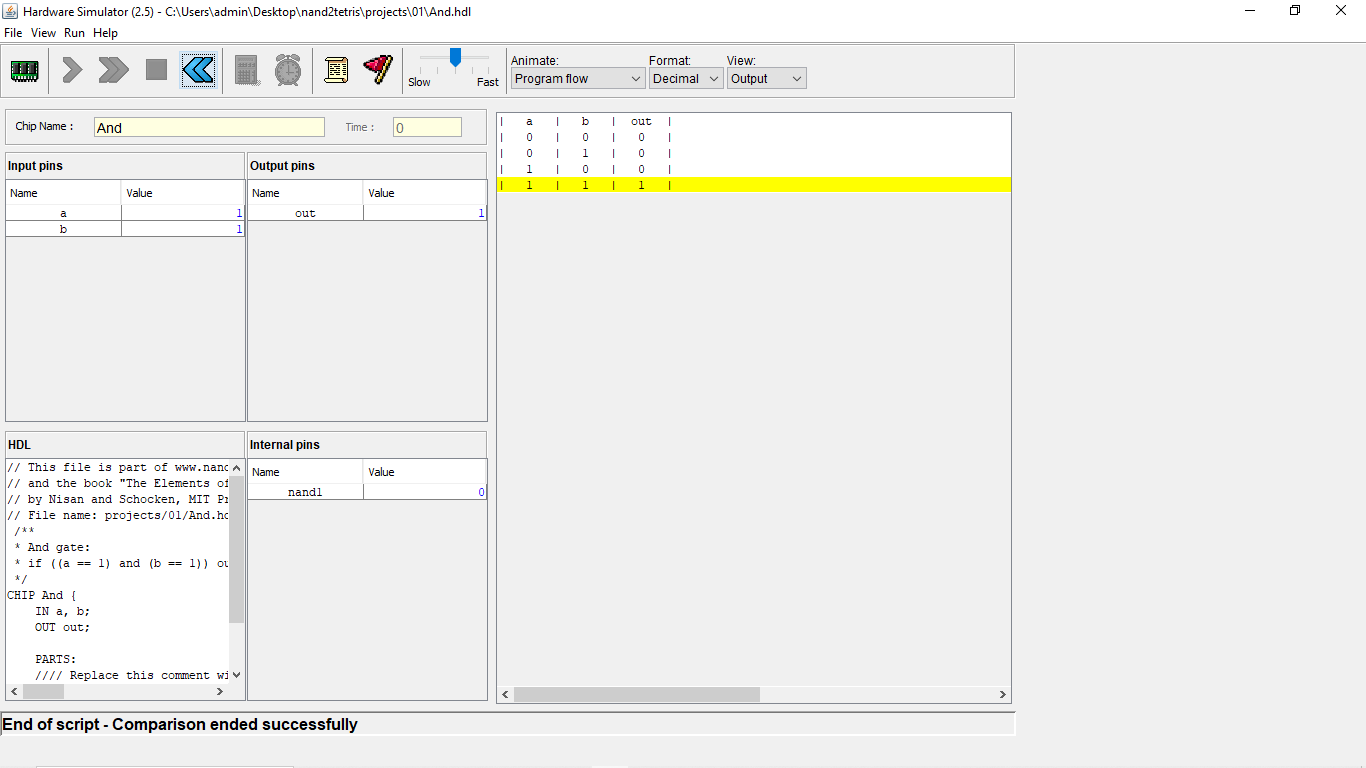 Hardware Simulator (2.5) - C:\Users\admin\Desktop\nand2tetris\projects\01\And.hdl
File View Run Help
Slow Fast
Animate: Format: View:
Program flow Decimal Output
Chip Name : And Time : 0
Input pins
Name Value
a 1
b 1
Output pins
Name Value
out 1
HDL
// This file is part of www.nand
// and the book "The Elements of
// by Nisan and Schocken, MIT Pr
// File name: projects/01/And.hd
/**
* And gate:
* if ((a == 1) and (b == 1)) ou
*/
CHIP And {
IN a, b;
OUT out;
PARTS:
//// Replace this comment wi
Internal pins
Name Value
nand1 0
| a | b | out |
| 0 | 0 | 0 |
| 0 | 1 | 0 |
| 1 | 0 | 0 |
| 1 | 1 | 1 |
End of script - Comparison ended successfully